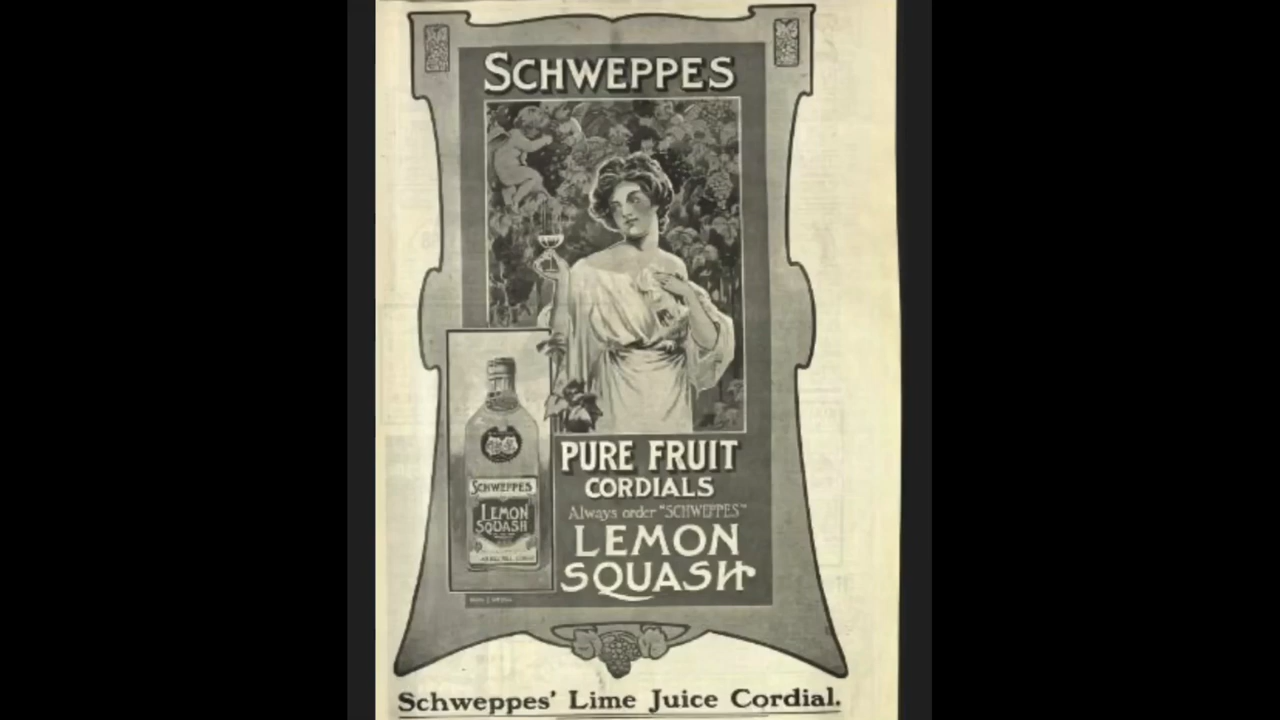 SCHWEPPES
PURE FRUIT
CORDIALS
Always order "SCHWEPPES"
LEMON
SQUASH
SCHWEPPES
LEMON
SQUASH
Schweppes' Lime Juice Cordial.